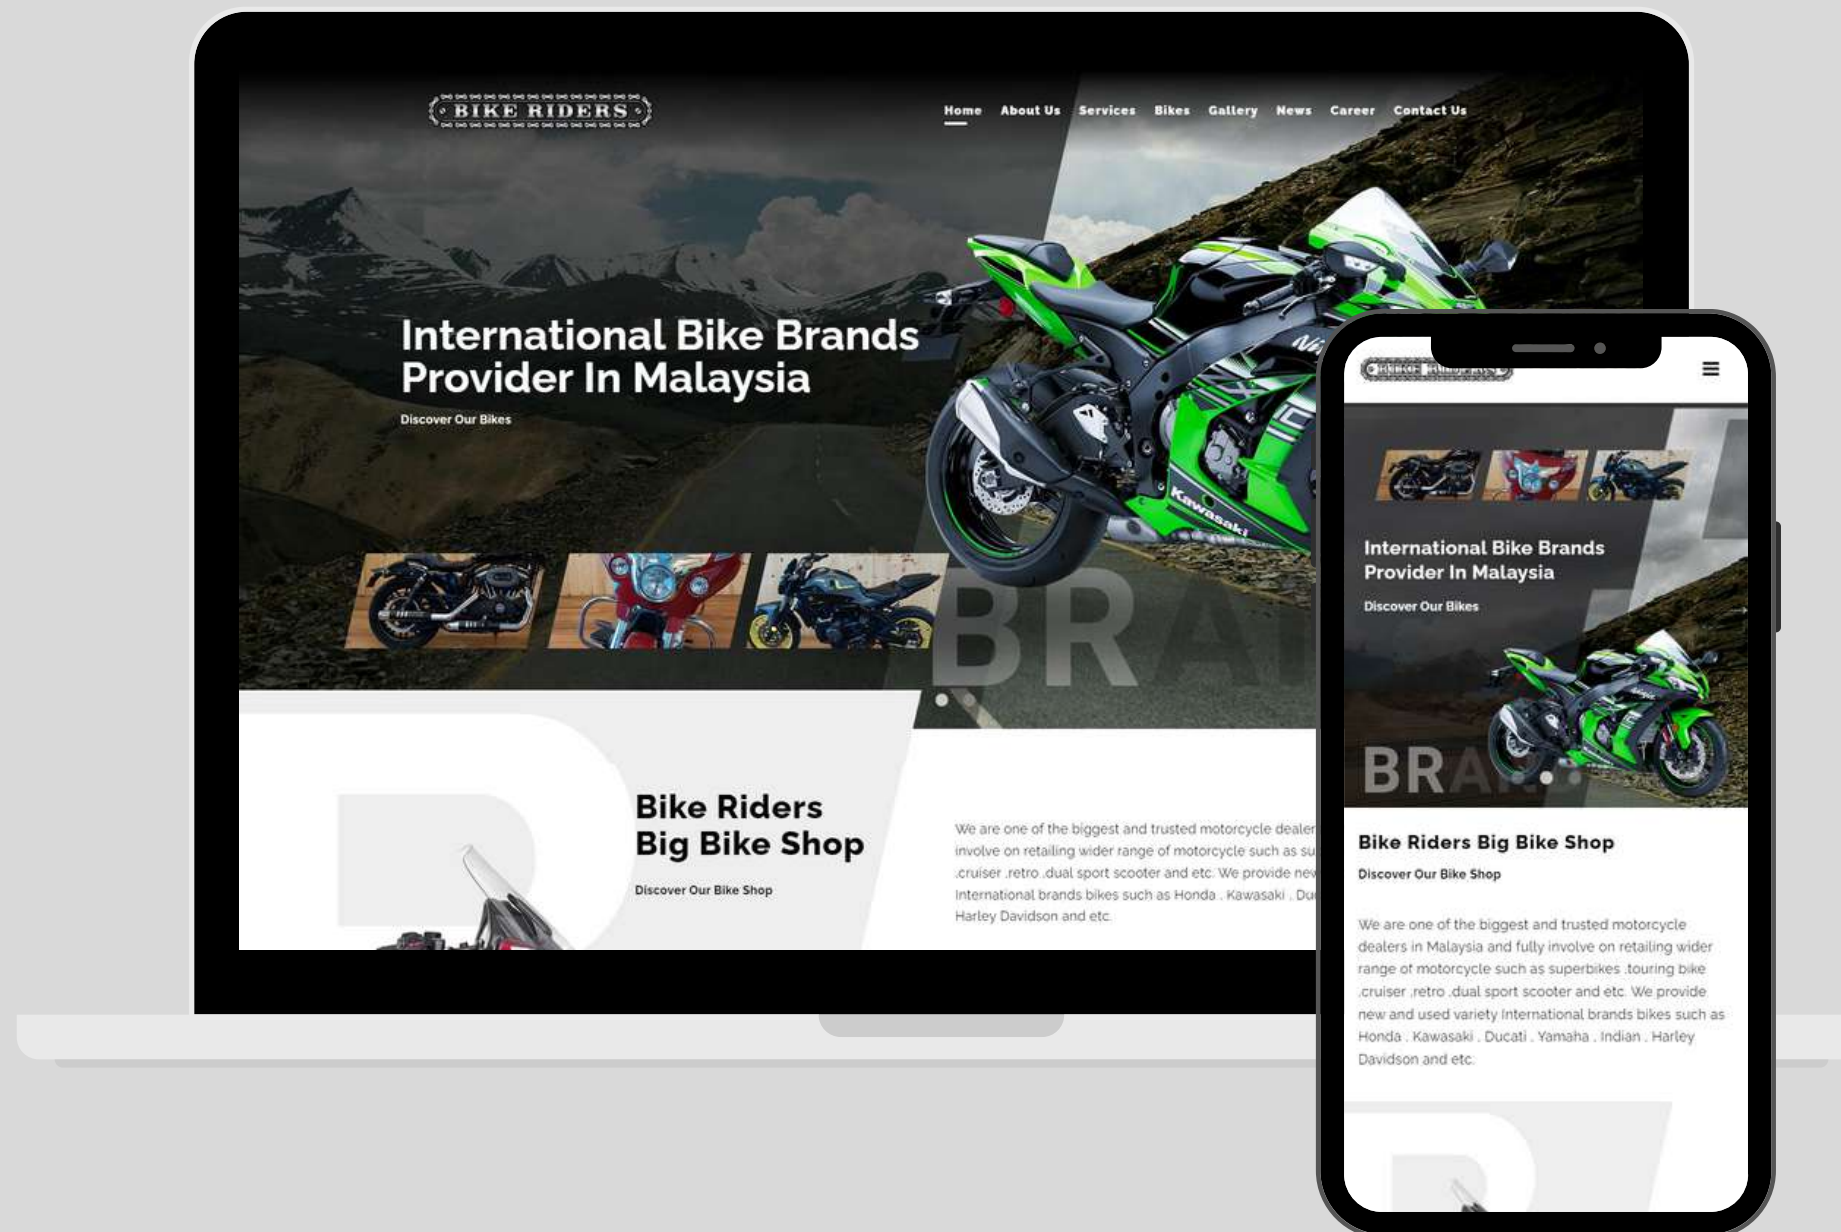 BIKE RIDERS
Home About Us Services Bikes Gallery News Career Contact Us
International Bike Brands
Provider In Malaysia
Discover Our Bikes
Kawasaki
BRA
Bike Riders
Big Bike Shop
Discover Our Bike Shop
We are one of the biggest and trusted motorcycle dealer
involve on retailing wider range of motorcycle such as su
.cruiser .retro .dual sport scooter and etc. We provide new
International brands bikes such as Honda . Kawasaki . Du
Harley Davidson and etc.
BIKE RIDERS
International Bike Brands
Provider In Malaysia
Discover Our Bikes
Ninja
BRAND
Bike Riders Big Bike Shop
Discover Our Bike Shop
We are one of the biggest and trusted motorcycle
dealers in Malaysia and fully involve on retailing wider
range of motorcycle such as superbikes .touring bike
.cruiser .retro .dual sport scooter and etc. We provide
new and used variety International brands bikes such as
Honda . Kawasaki . Ducati . Yamaha . Indian . Harley
Davidson and etc.